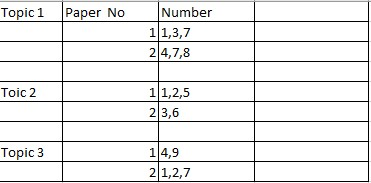 Topic 1 Paper No Number
1 1,3,7
2 4,7,8
Toic 2 1 1,2,5
2 3,6
Topic 3 1 4,9
2 1,2,7